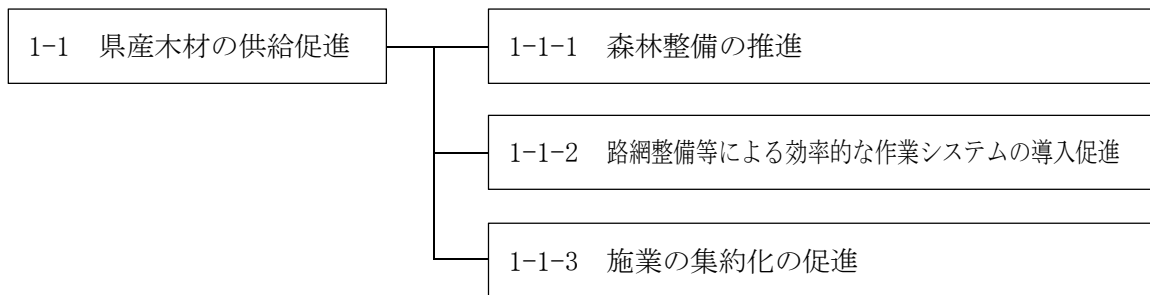 1-1　県産木材の供給促進
1-1-1　森林整備の推進
1-1-2　路網整備等による効率的な作業システムの導入促進
1-1-3　施業の集約化の促進